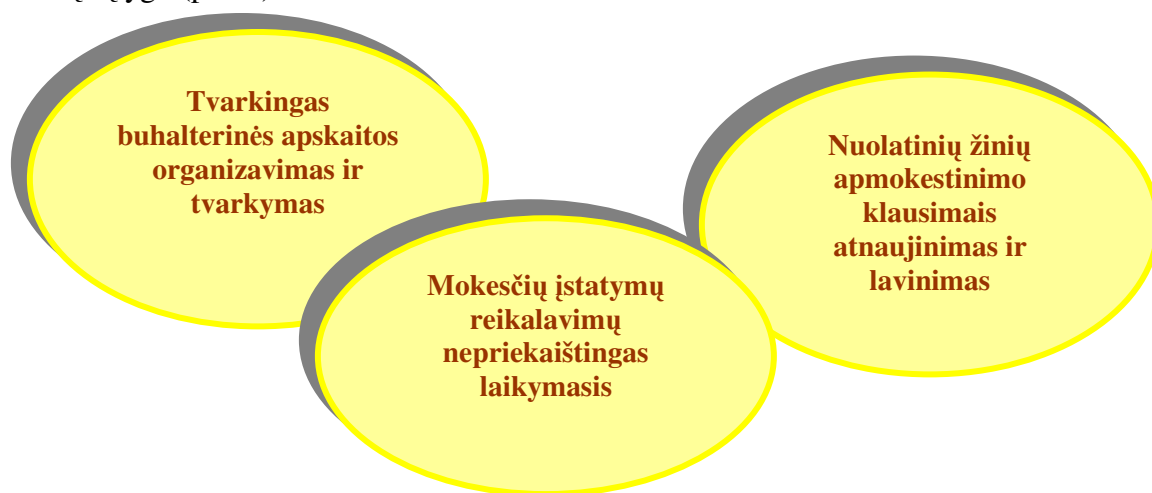 Tvarkingas
buhalterinės apskaitos
organizavimas ir
tvarkymas
Mokesčių įstatymų
reikalavimų
nepriekaištingas
laikymasis
Nuolatinių žinių
apmokestinimo
klausimais
atnaujinimas ir
lavinimas